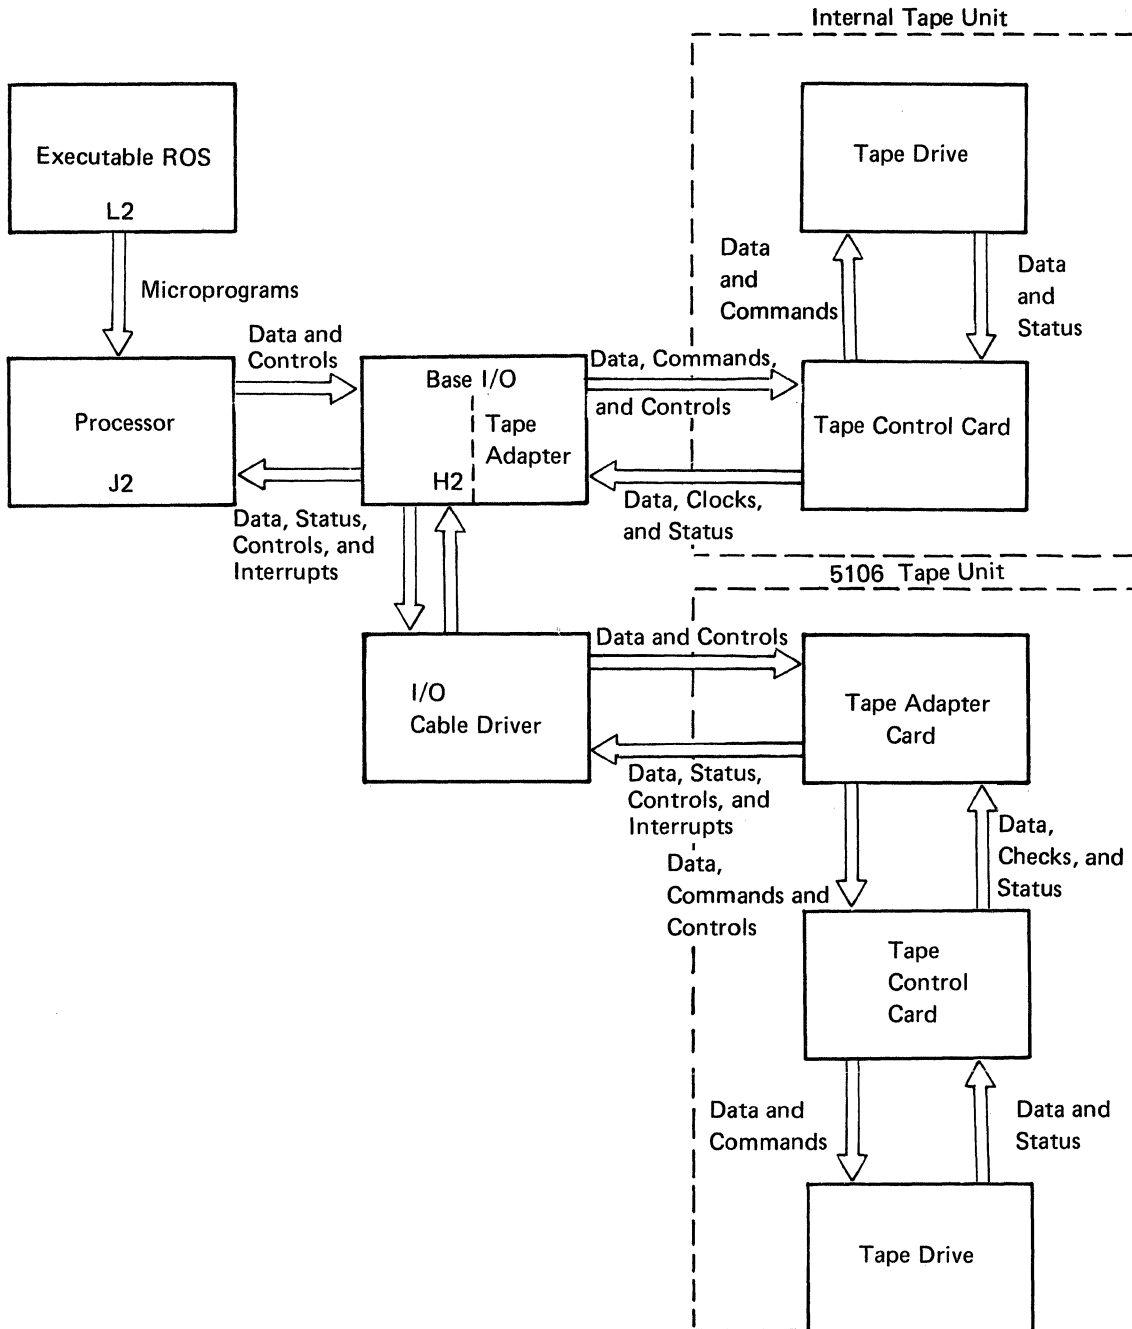 Internal Tape Unit
Executable ROS
L2
Tape Drive
Microprograms
Data
and
Commands
Data
and
Status
Data and
Controls
Processor
J2
Base I/O
Tape
Adapter
H2
Data, Commands,
and Controls
Tape Control Card
Data, Status,
Controls, and
Interrupts
Data, Clocks,
and Status
5106 Tape Unit
I/O
Cable Driver
Data and Controls
Tape Adapter
Card
Data, Status,
Controls, and
Interrupts
Data,
Commands and
Controls
Data,
Checks, and
Status
Tape
Control
Card
Data and
Commands
Data and
Status
Tape Drive